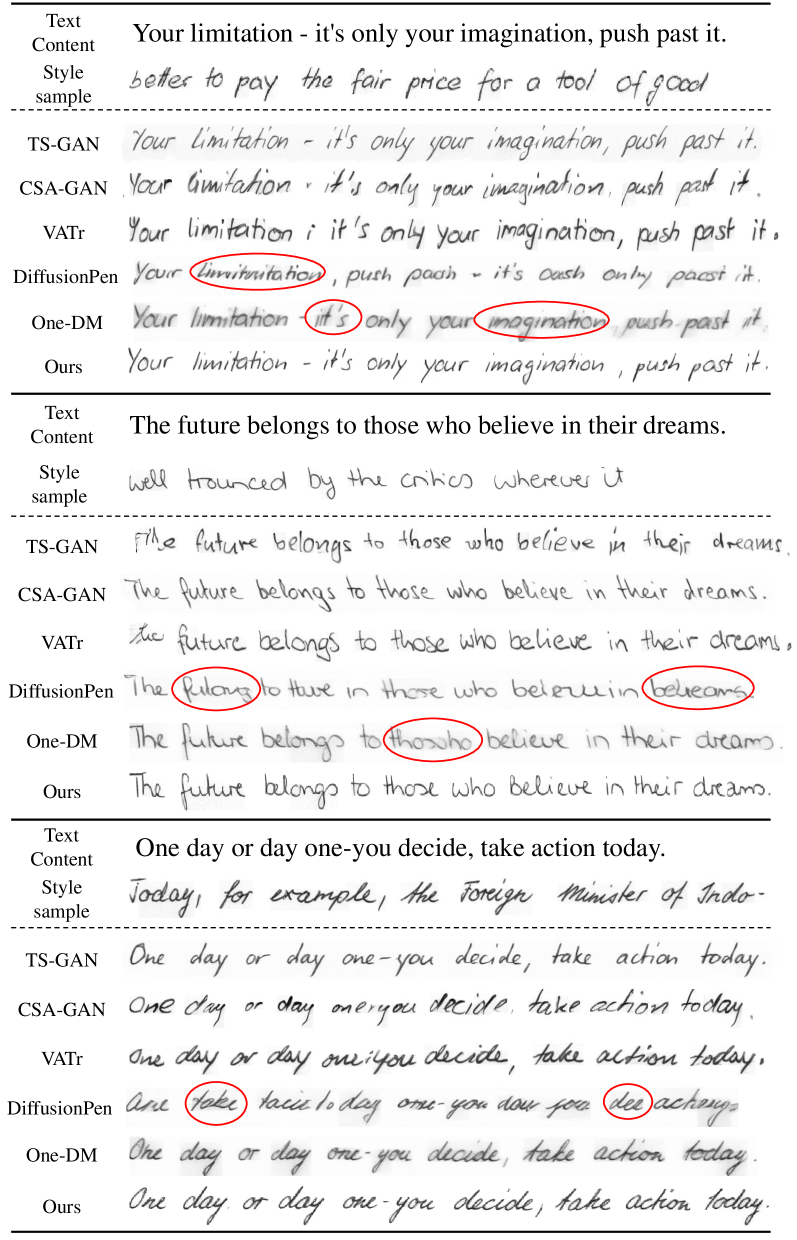 Text Content Your limitation - it's only your imagination, push past it.
Style sample better to pay the fair price for a tool of good
TS-GAN Your limitation - it's only your imagination, push past it.
CSA-GAN Your limitation - it's only your imagination, push past it.
VATr Your limitation ; it's only your imagination, push past it.
DiffusionPen Your limitnitation, push pach - it's oush only pacst it.
One-DM Your limitation - it's only your imagination push past it.
Ours Your limitation - it's only your imagination, push past it.
Text Content The future belongs to those who believe in their dreams.
Style sample well trounced by the critics wherever it
TS-GAN The future belongs to those who believe in their dreams.
CSA-GAN The future belongs to those who believe in their dreams.
VATr the future belongs to those who believe in their dreams.
DiffusionPen The fulong to in those who belreams.
One-DM The future belongs to thoswho believe in their dreams.
Ours The future belongs to those who Believe in their dreams.
Text Content One day or day one-you decide, take action today.
Style sample Today, for example, the Foreign Minister of Indo-
TS-GAN One day or day one-you decide, take action today.
CSA-GAN One day or day one,you decide, take action today.
VATr One day or day one;you decide, take action today.
DiffusionPen One take day one-you dow you dee
One-DM One day or day one-you decide, take action today.
Ours One day or day one-you decide, take action today.